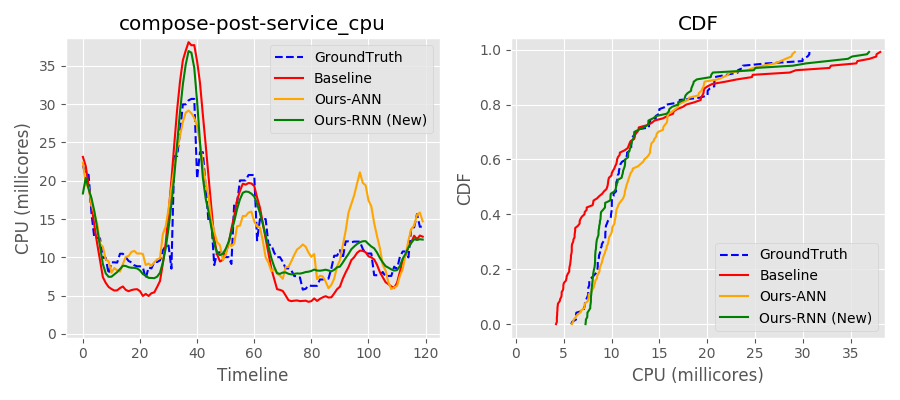 compose-post-service_cpu
CPU (millicores)
35
30
25
20
15
10
5
0
0
20
40
60
80
100
120
Timeline
GroundTruth
Baseline
Ours-ANN
Ours-RNN (New)
CDF
CDF
1.0
0.8
0.6
0.4
0.2
0.0
0
5
10
15
20
25
30
35
CPU (millicores)
GroundTruth
Baseline
Ours-ANN
Ours-RNN (New)